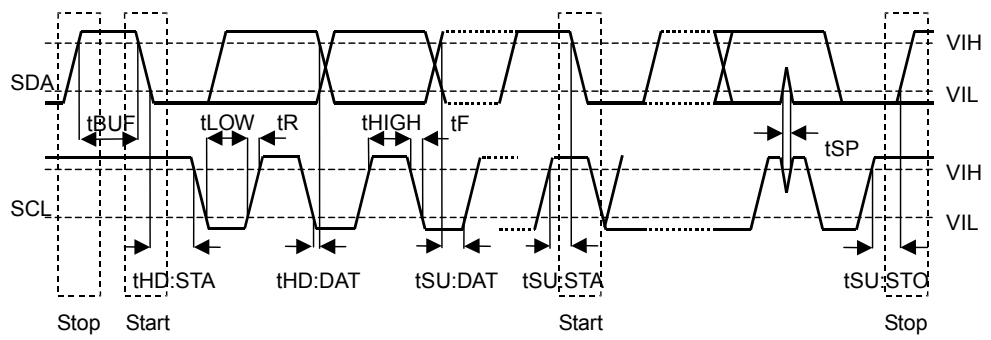 VIH
SDA
VIL
tBUF tLOW tR tHIGH tF
tSP
VIH
SCL
VIL
tHD:STA tHD:DAT tSU:DAT tSU:STA tSU:STO
Stop Start Start Stop